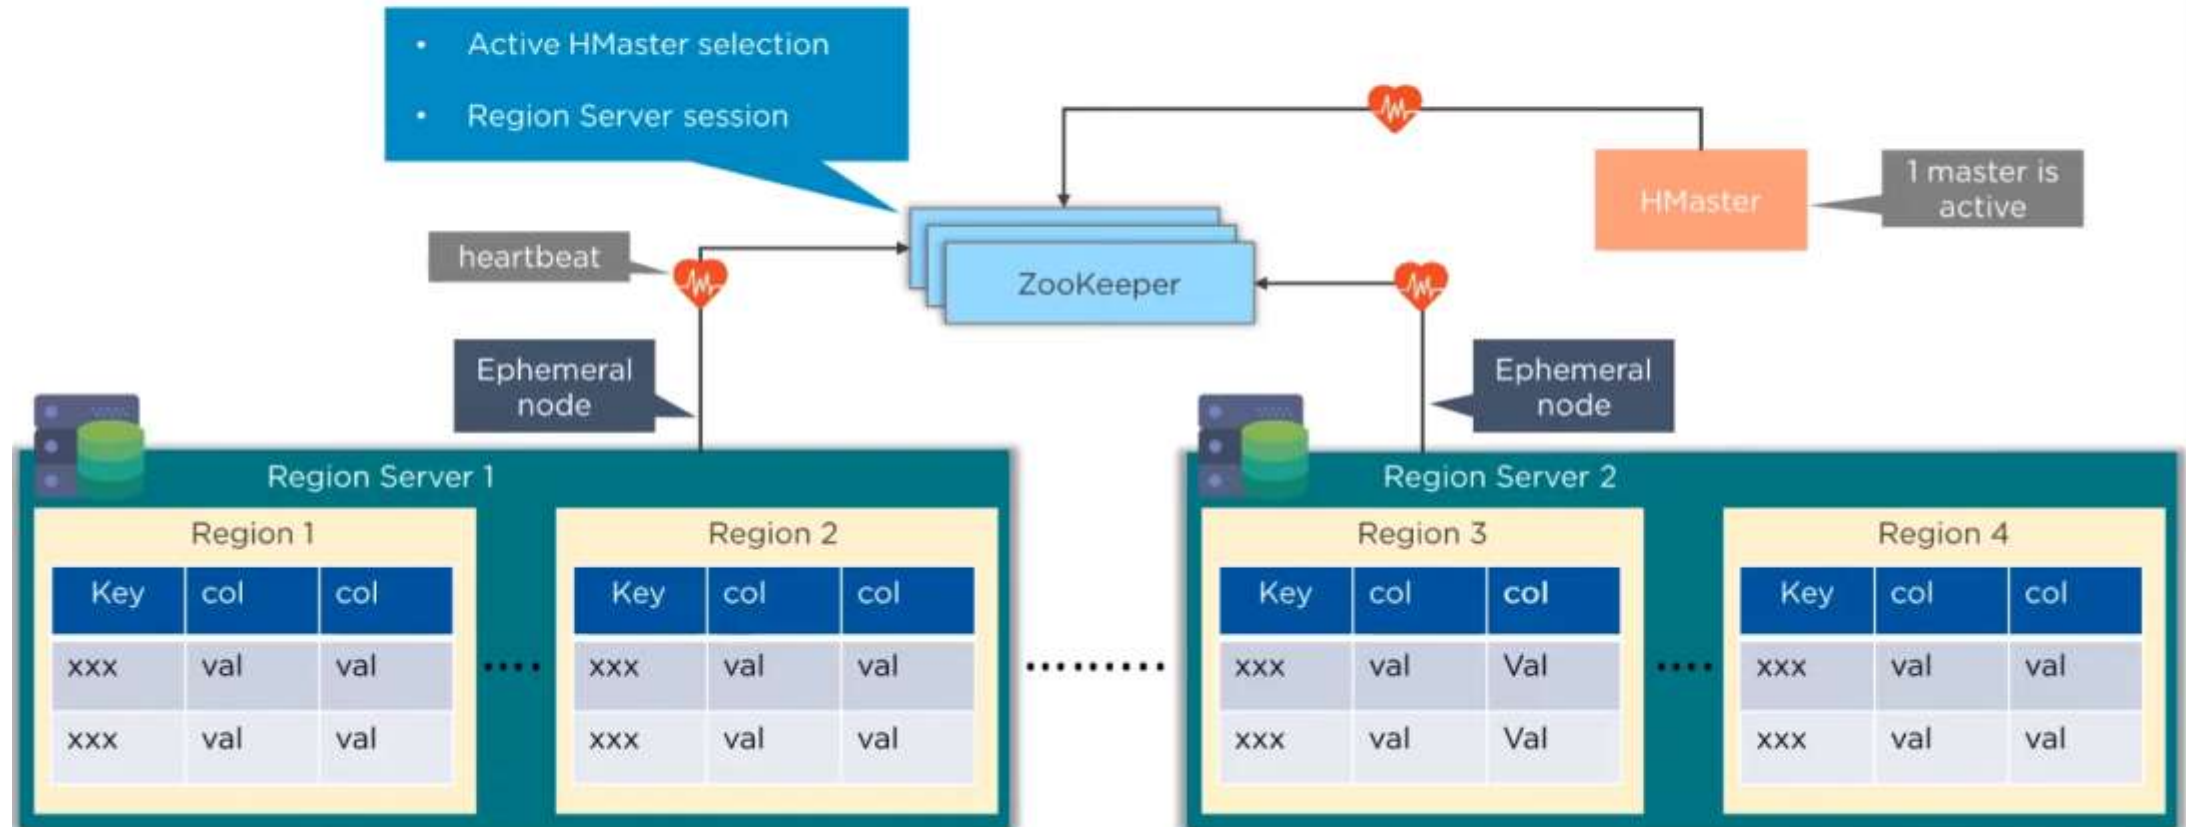 • Active HMaster selection
• Region Server session
1 master is
active
HMaster
heartbeat
ZooKeeper
Ephemeral
node
Ephemeral
node
Region Server 1
Region Server 2
Region 1
Key col col
xxx val val
xxx val val
....
Region 2
Key col col
xxx val val
xxx val val
.........
Region 3
Key col col
xxx val Val
xxx val Val
....
Region 4
Key col col
xxx val val
xxx val val